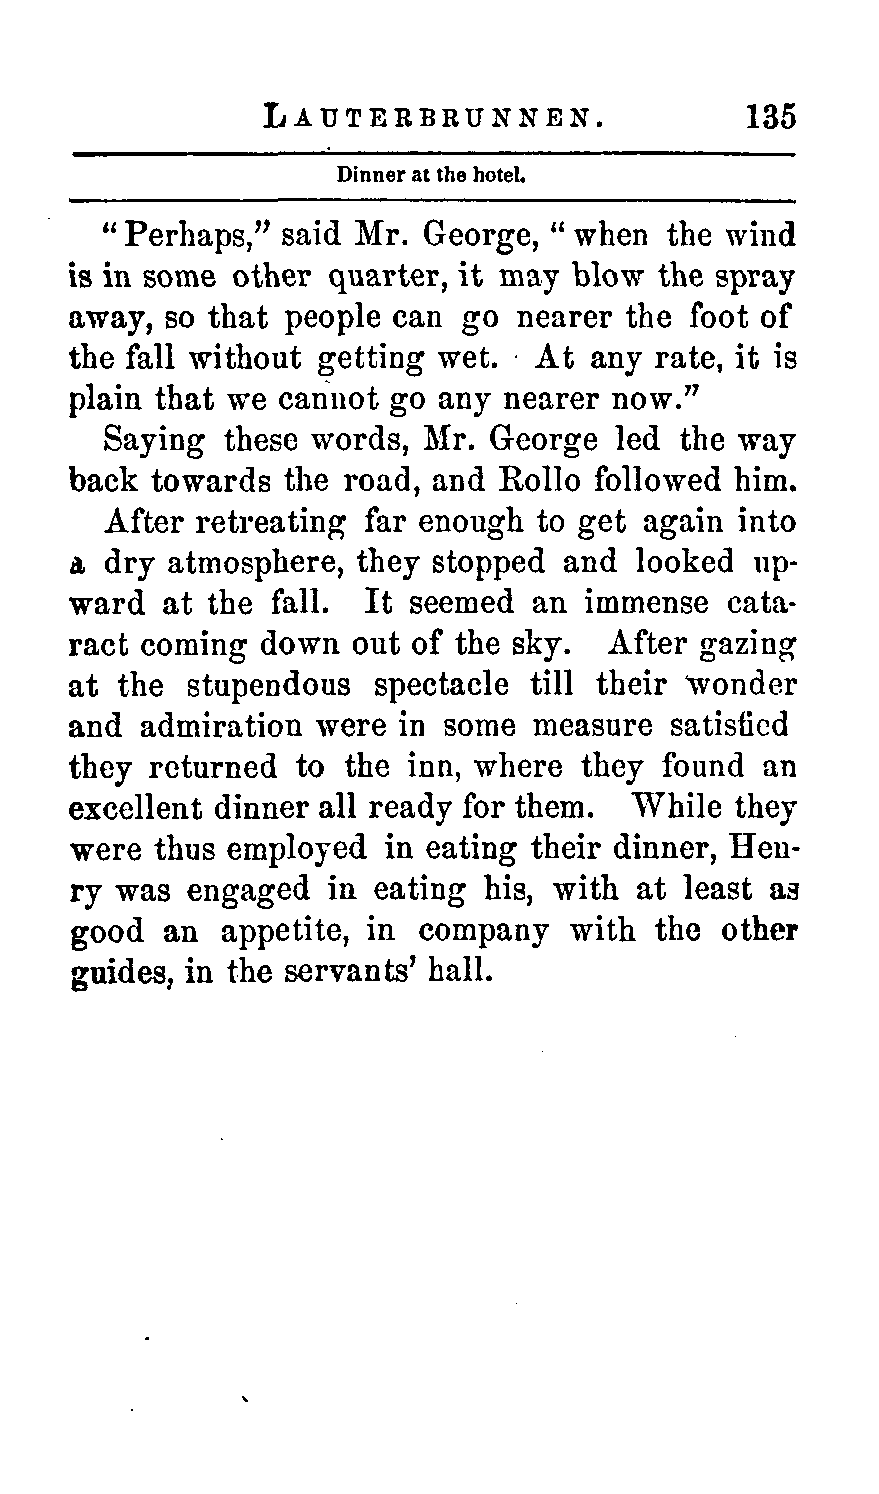 LAUTERBRUNNEN. 135
Dinner at the hotel.
“Perhaps,” said Mr. George, “when the wind
is in some other quarter, it may blow the spray
away, so that people can go nearer the foot of
the fall without getting wet. At any rate, it is
plain that we cannot go any nearer now.”
Saying these words, Mr. George led the way
back towards the road, and Rollo followed him.
After retreating far enough to get again into
a dry atmosphere, they stopped and looked up-
ward at the fall. It seemed an immense cata-
ract coming down out of the sky. After gazing
at the stupendous spectacle till their wonder
and admiration were in some measure satisfied
they returned to the inn, where they found an
excellent dinner all ready for them. While they
were thus employed in eating their dinner, Hen-
ry was engaged in eating his, with at least as
good an appetite, in company with the other
guides, in the servants’ hall.